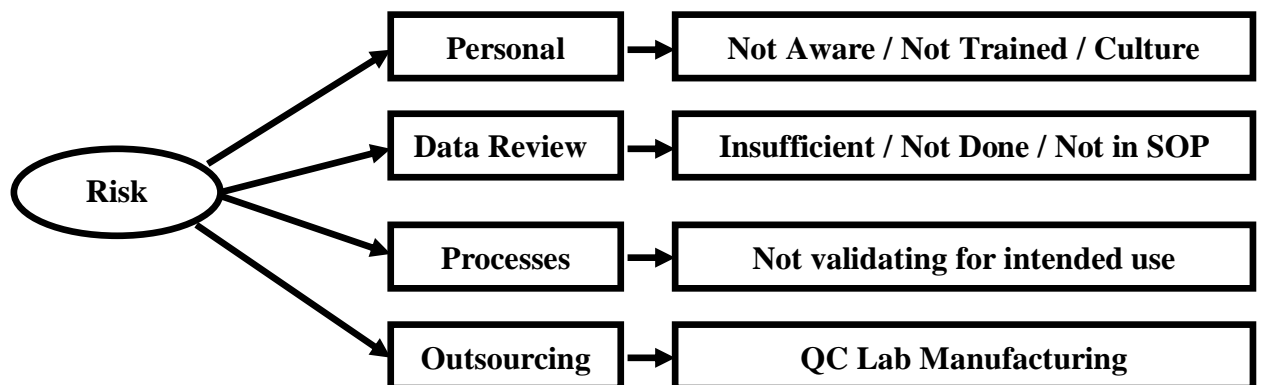 Personal
Not Aware / Not Trained / Culture
Data Review
Insufficient / Not Done / Not in SOP
Risk
Processes
Not validating for intended use
Outsourcing
QC Lab Manufacturing